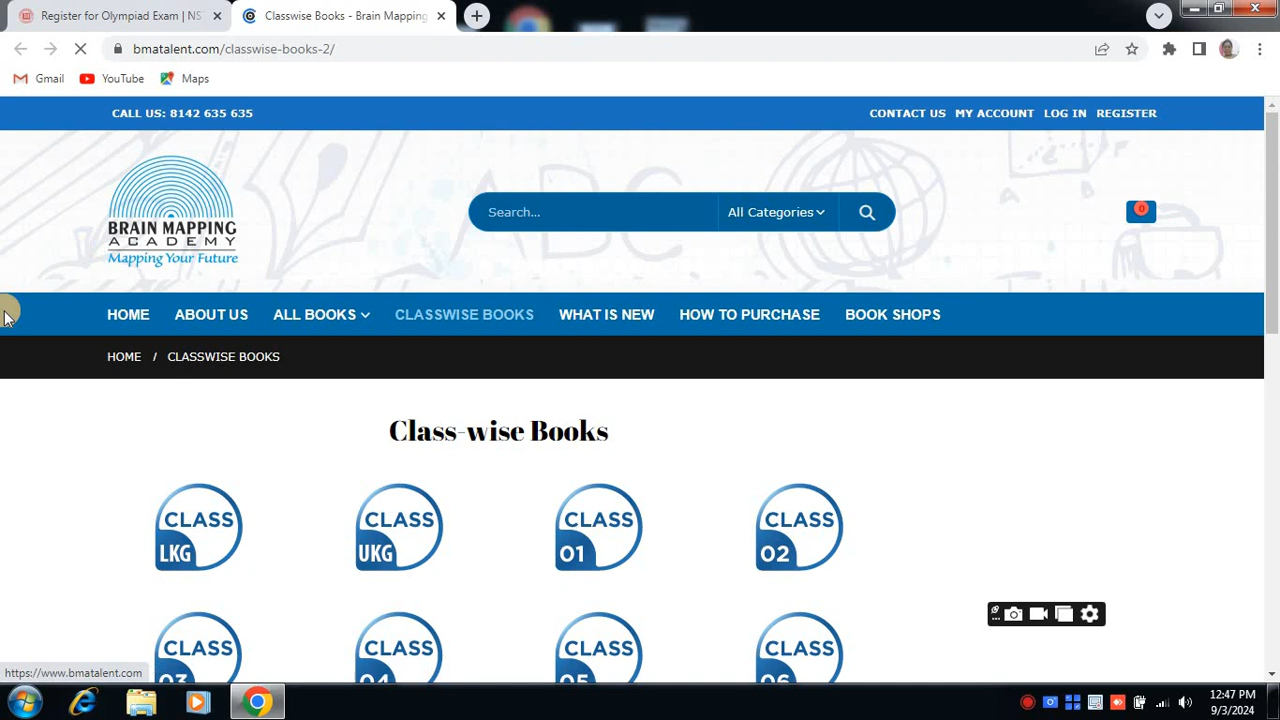 Register for Olympiad Exam | NS
Classwise Books - Brain Mapping
bmatalent.com/classwise-books-2/
Gmail YouTube Maps
CALL US: 8142 635 635
CONTACT US MY ACCOUNT LOG IN REGISTER
Search... All Categories
0
BRAIN MAPPING
ACADEMY
Mapping Your Future
HOME ABOUT US ALL BOOKS CLASSWISE BOOKS WHAT IS NEW HOW TO PURCHASE BOOK SHOPS
HOME / CLASSWISE BOOKS
Class-wise Books
CLASS LKG
CLASS UKG
CLASS 01
CLASS 02
CLASS 03
CLASS 04
CLASS 05
CLASS 06
https://www.bmatalent.com
12:47 PM
9/3/2024